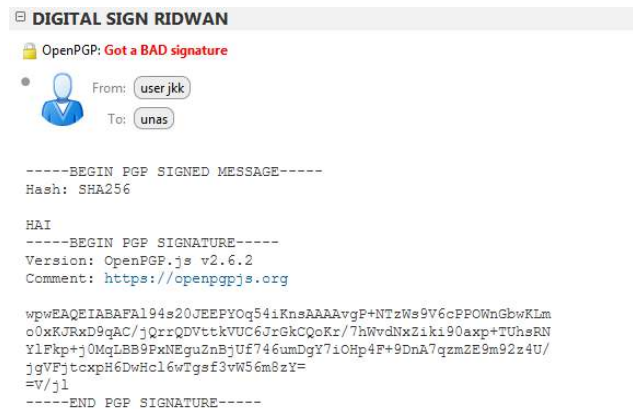 DIGITAL SIGN RIDWAN
OpenPGP: Got a BAD signature
From: user jkk
To: unas
-----BEGIN PGP SIGNED MESSAGE-----
Hash: SHA256
HAI
-----BEGIN PGP SIGNATURE-----
Version: OpenPGP.js v2.6.2
Comment: https://openpgpjs.org
wpwEAQEIABAFAl94s20JEEPYOq54iKnsAAAAvgP+NTzWs9V6cPPOWnGbwKLm
o0xKJRxD9qAC/jQrrQDVttkVUC6JrGkCQoKr/7hWvdNxZiki90axp+TUhsRN
YlFkp+j0MqLBB9PxNEguZnBjUf746umDgY7iOHp4F+9DnA7qzmZE9m92z4U/
jgVFjtcxpH6DwHcl6wTgsf3vW56m8zY=
=V/jl
-----END PGP SIGNATURE-----